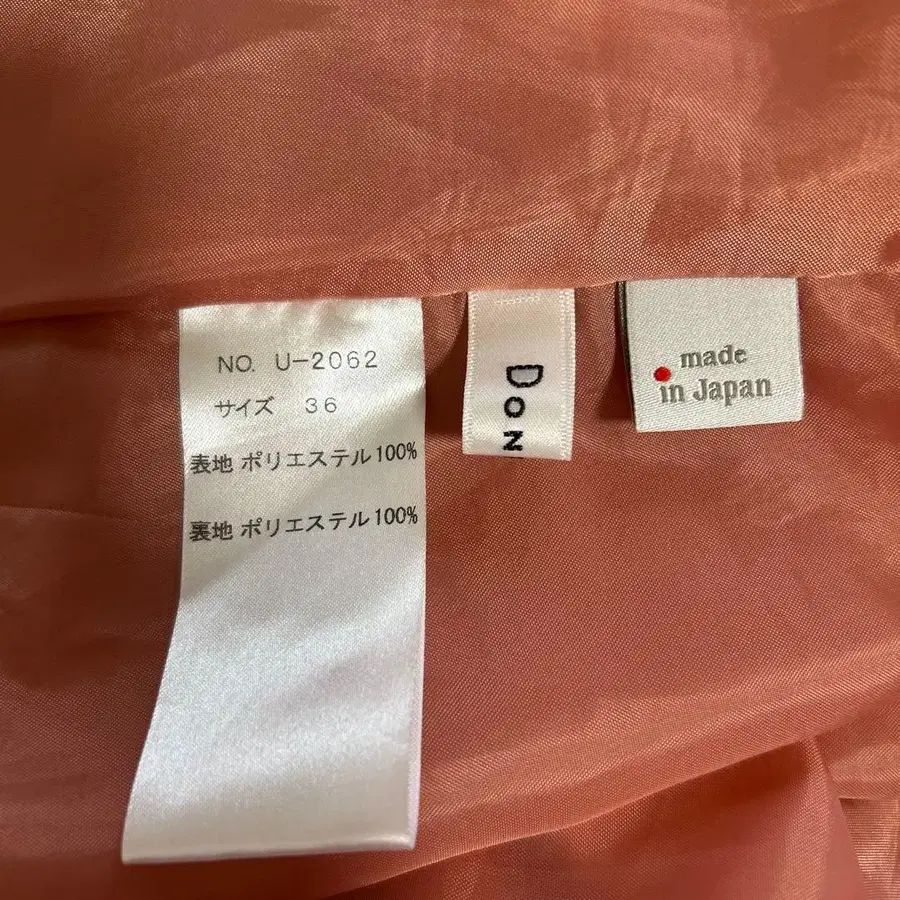 NO. U-2062
サイズ 36
表地 ポリエステル100%
裏地 ポリエステル100%
Don
made
in Japan